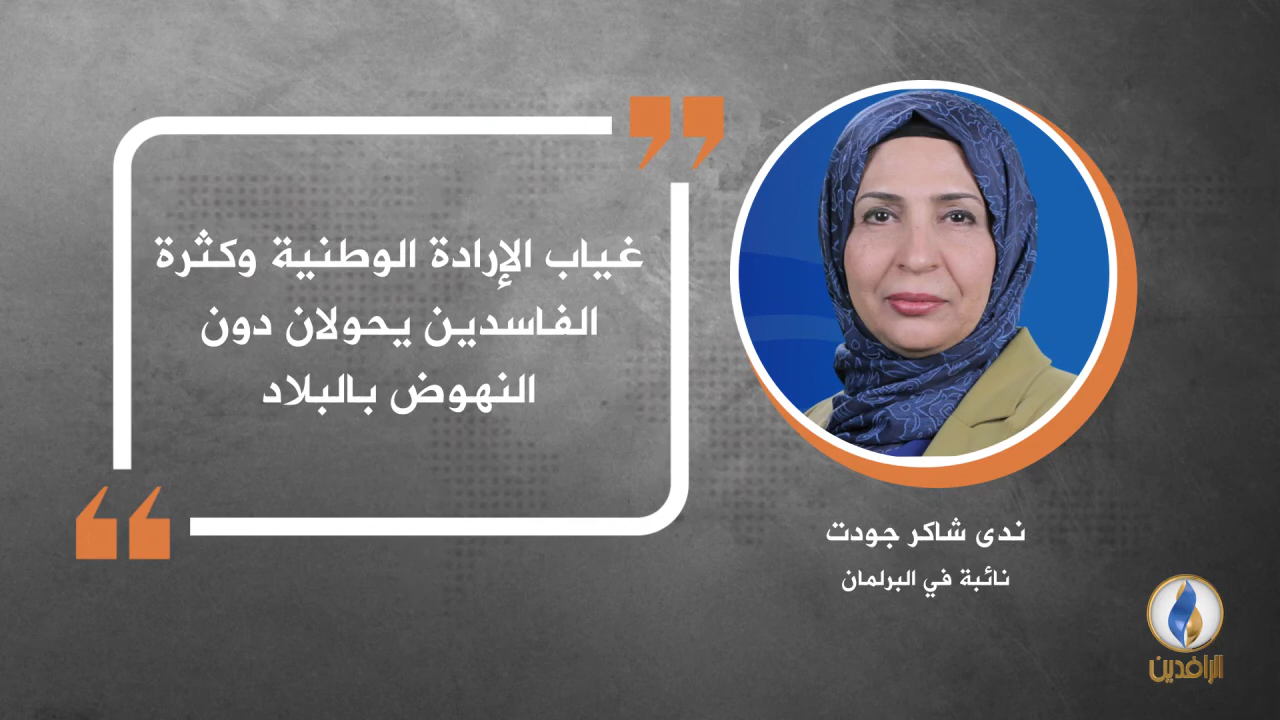 غياب الإرادة الوطنية وكثرة
الفاسدين يحولان دون
النهوض بالبلاد
ندى شاكر جودت
نائبة في البرلمان
الرافدين